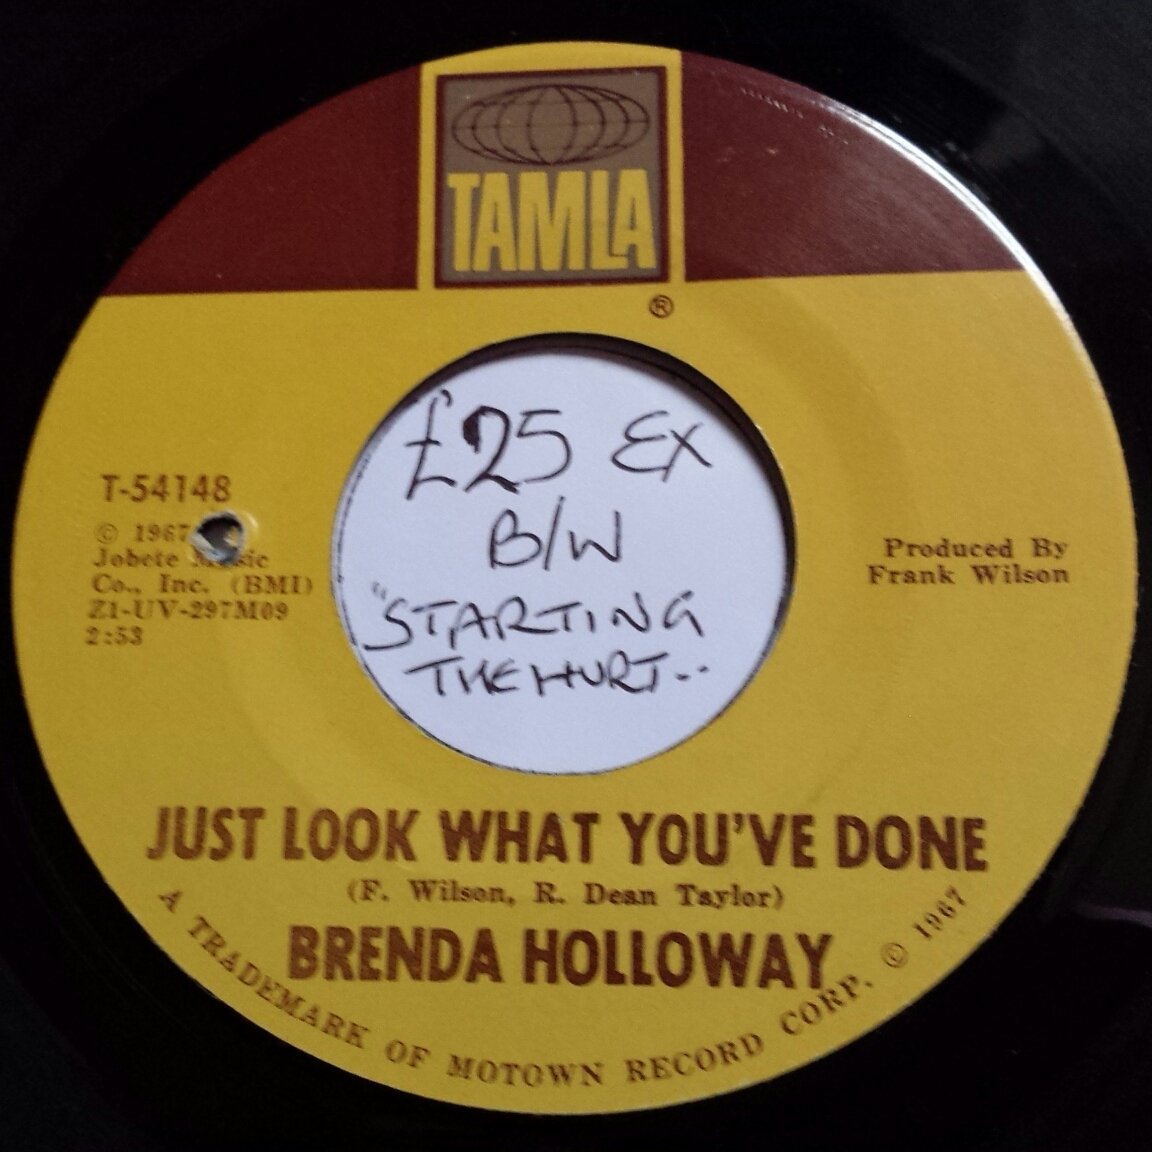 TAMLA
®
£25 EX
B/W
"STARTING
THE HURT..
T-54148
© 1967
Jobete
Co., Inc. (BMI)
Z1-UV-297M09
2:53
Produced By
Frank Wilson
JUST LOOK WHAT YOU'VE DONE
(F. Wilson, R. Dean Taylor)
BRENDA HOLLOWAY
A TRADEMARK OF MOTOWN RECORD CORP. © 1967